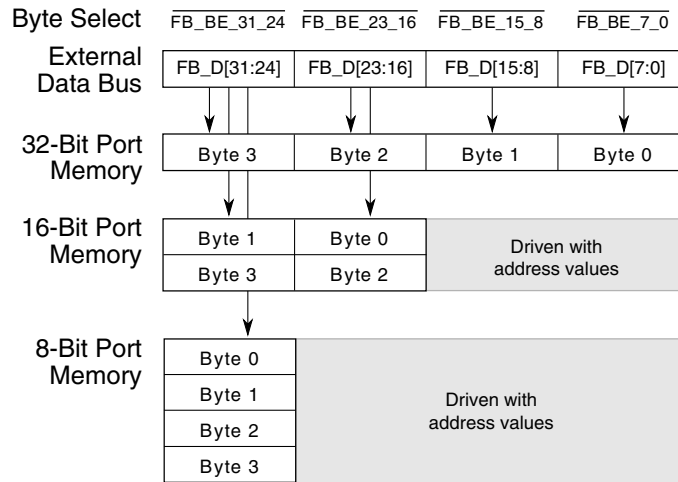 Byte Select FB_BE_31_24 FB_BE_23_16 FB_BE_15_8 FB_BE_7_0
External
Data Bus
FB_D[31:24] FB_D[23:16] FB_D[15:8] FB_D[7:0]
32-Bit Port
Memory
Byte 3 Byte 2 Byte 1 Byte 0
16-Bit Port
Memory
Byte 1 Byte 0
Byte 3 Byte 2
Driven with
address values
8-Bit Port
Memory
Byte 0
Byte 1
Byte 2
Byte 3
Driven with
address values